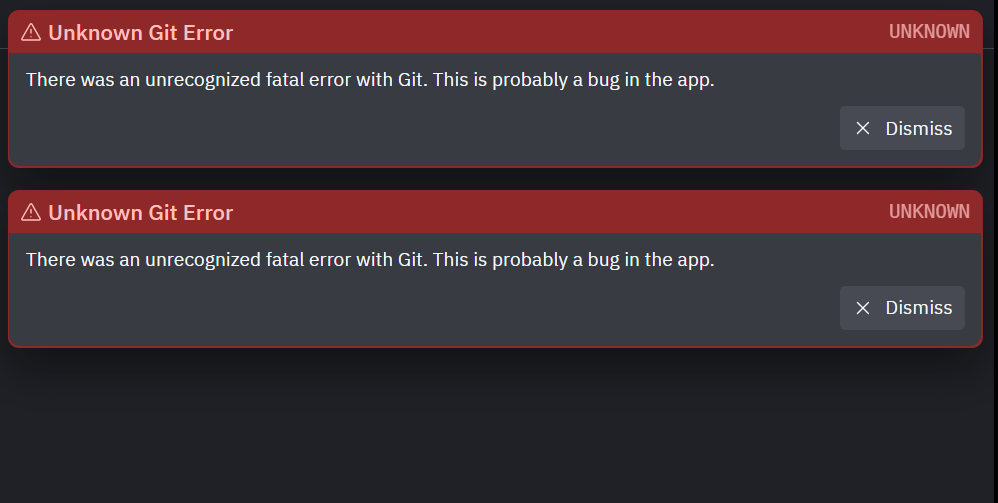 Unknown Git Error UNKNOWN
There was an unrecognized fatal error with Git. This is probably a bug in the app.
Dismiss
Unknown Git Error UNKNOWN
There was an unrecognized fatal error with Git. This is probably a bug in the app.
Dismiss